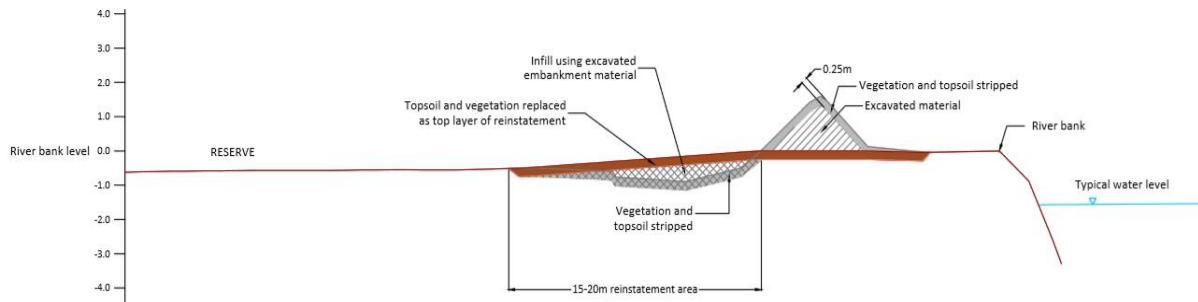 4.0
3.0
2.0
1.0
River bank level 0.0
-1.0
-2.0
-3.0
-4.0
RESERVE
Infill using excavated
embankment material
Topsoil and vegetation replaced
as top layer of reinstatement
0.25m
Vegetation and topsoil stripped
Excavated material
River bank
Typical water level
Vegetation and
topsoil stripped
15-20m reinstatement area